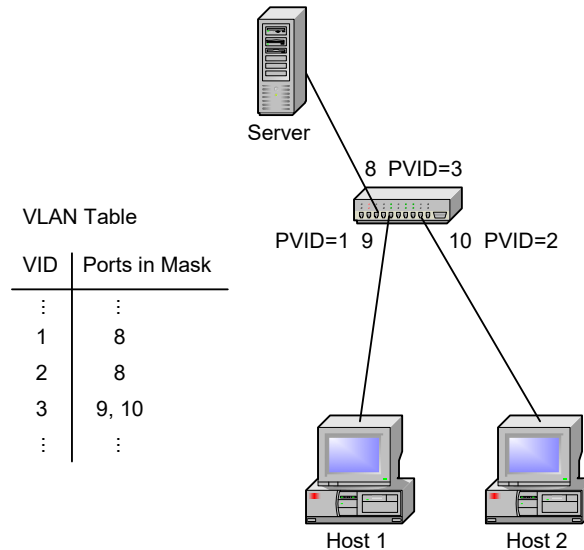 Server
8 PVID=3
PVID=1 9
10 PVID=2
VLAN Table
VID Ports in Mask
⋮ ⋮
1 8
2 8
3 9, 10
⋮ ⋮
Host 1
Host 2